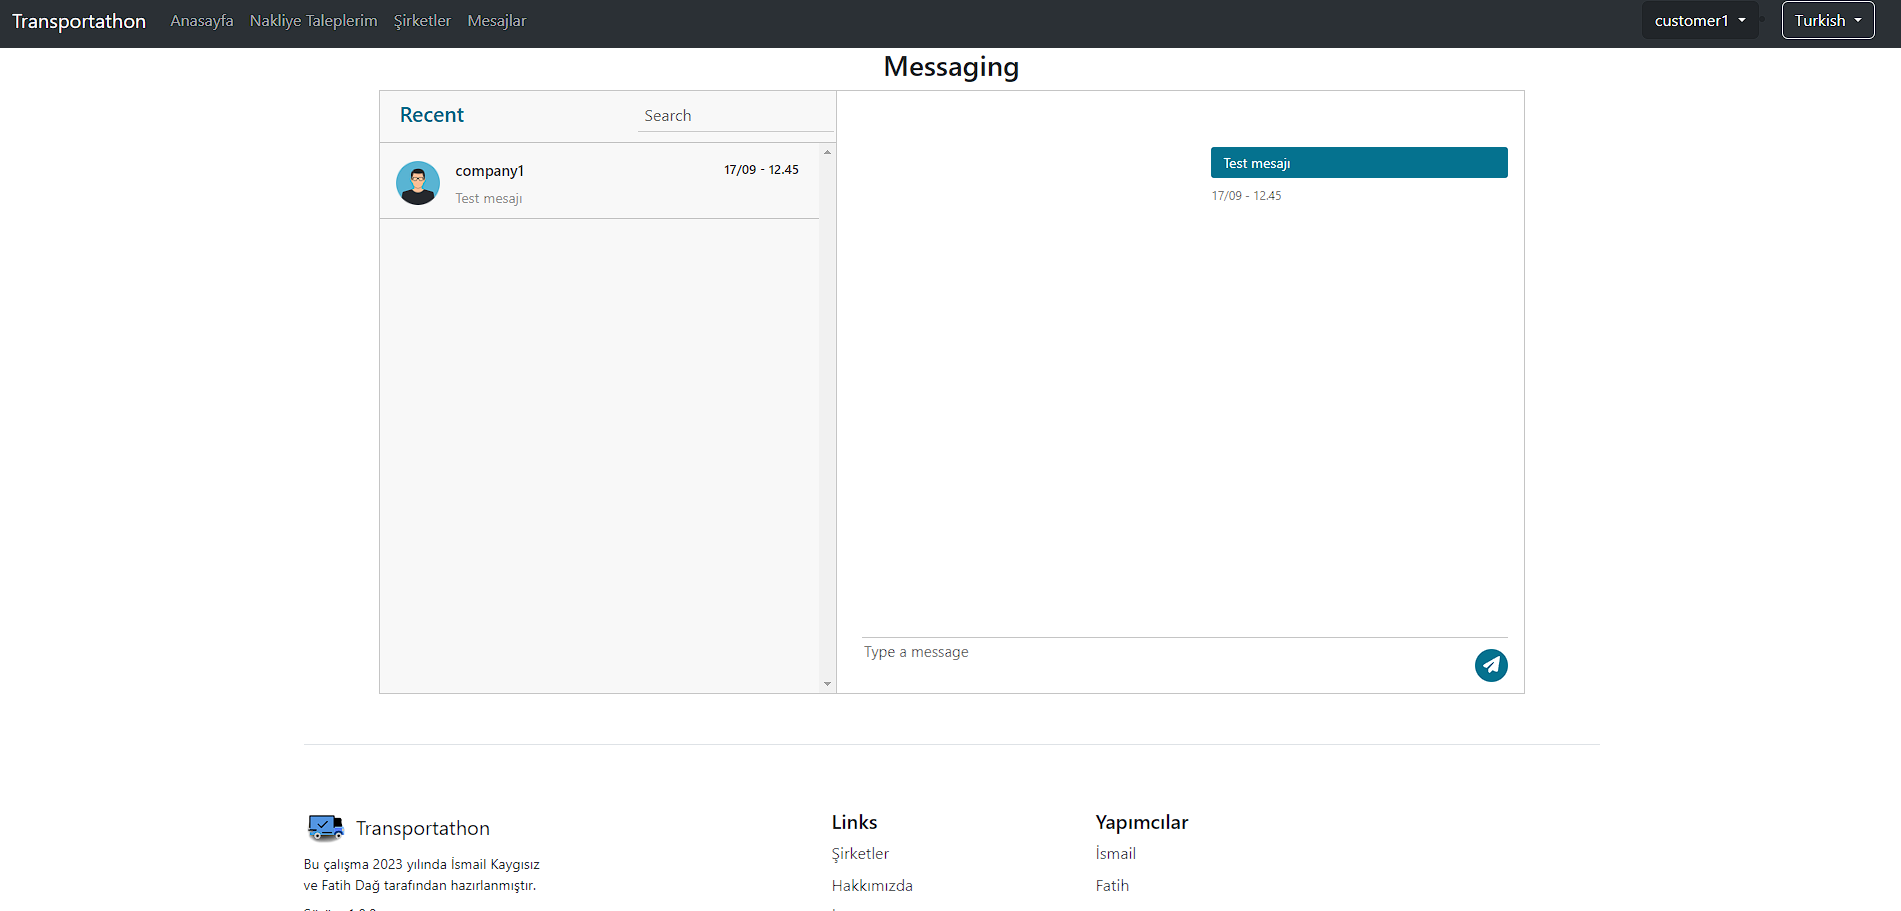 Transportathon Anasayfa Nakliye Taleplerim Şirketler Mesajlar customer1 Turkish
Messaging
Recent Search
company1 17/09 - 12.45
Test mesajı
Test mesajı
17/09 - 12.45
Type a message
Transportathon
Bu çalışma 2023 yılında İsmail Kaygısız
ve Fatih Dağ tarafından hazırlanmıştır.
Links
Şirketler
Hakkımızda
Yapımcılar
İsmail
Fatih